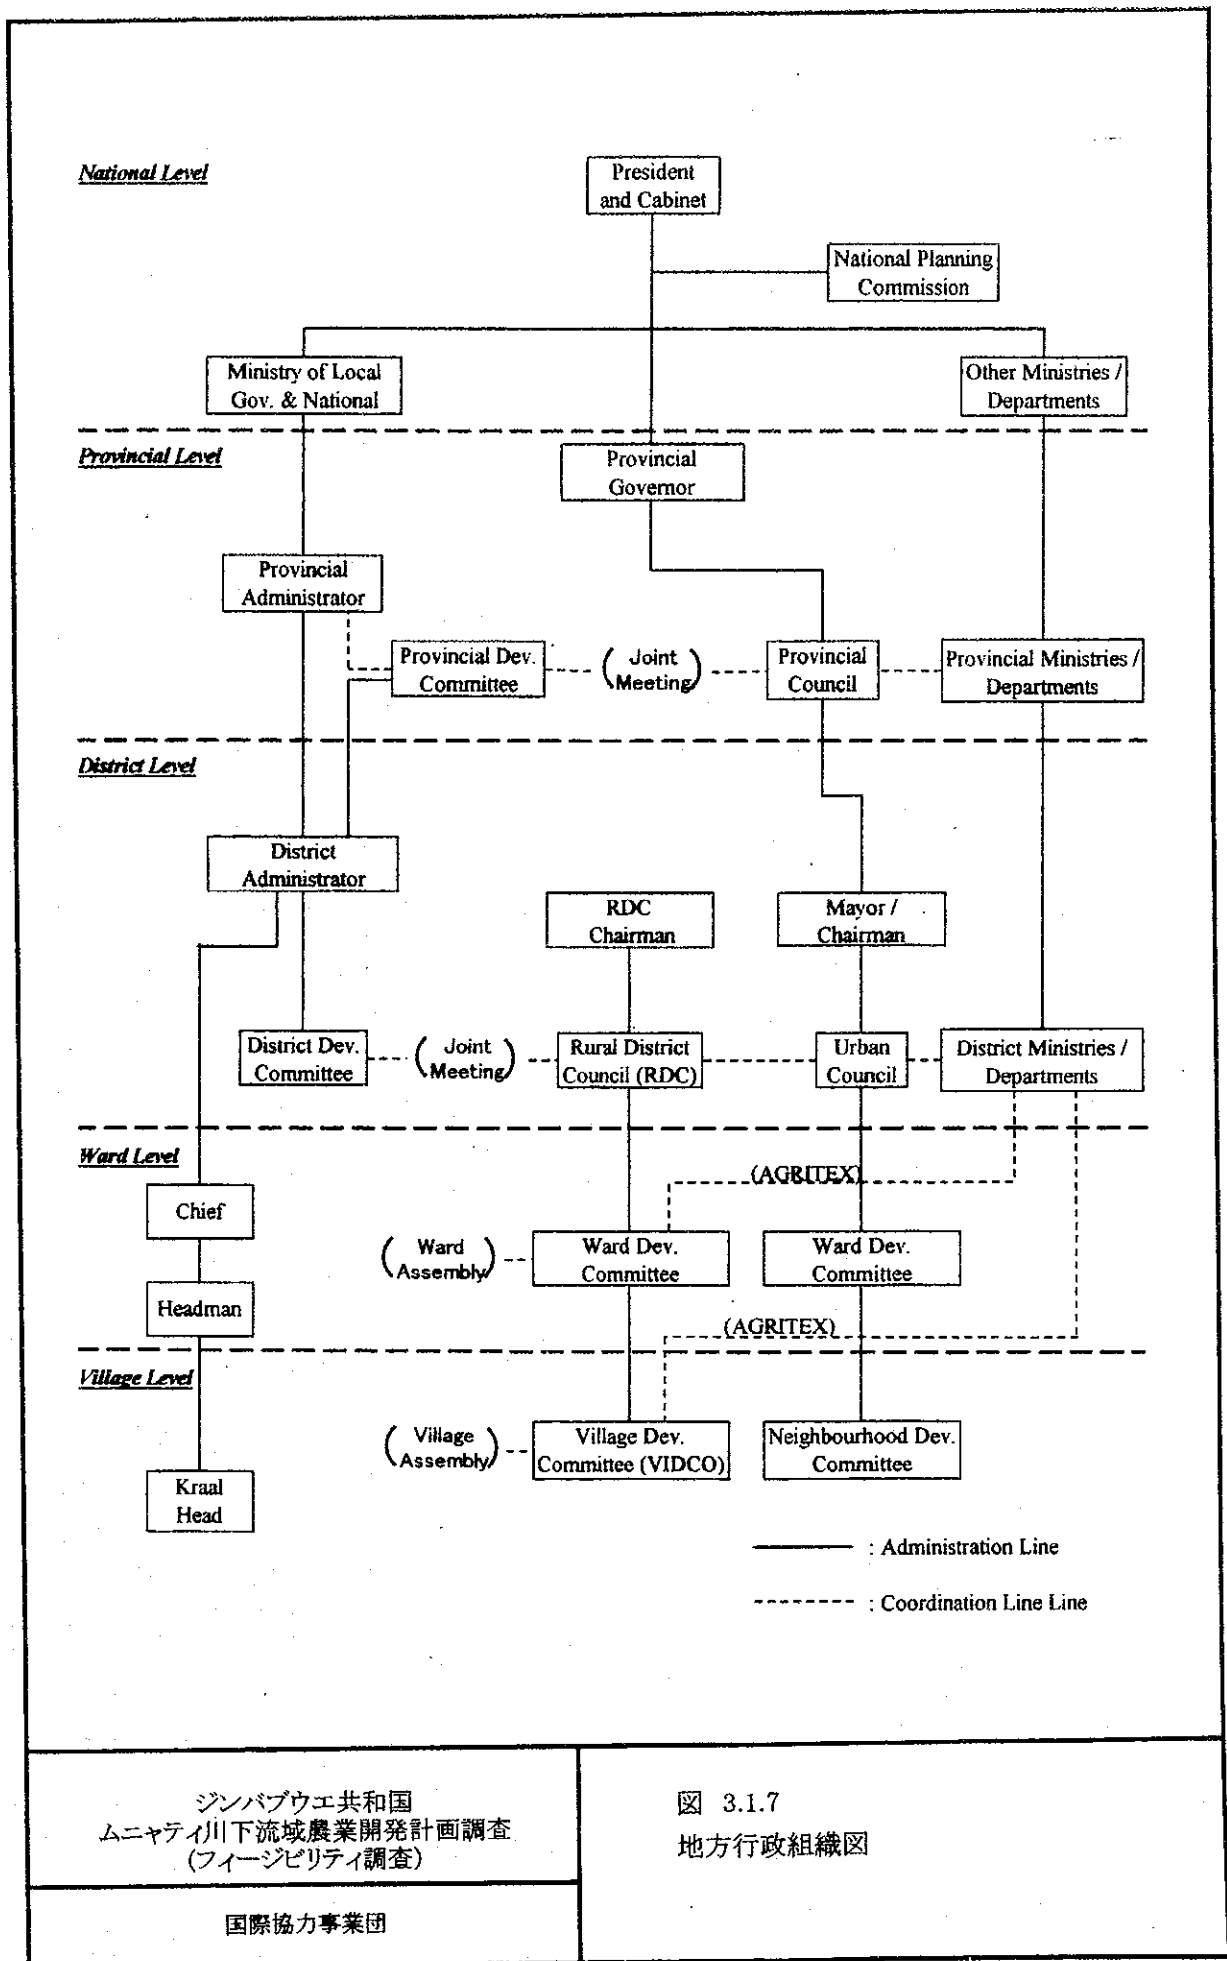 National Level
President
and Cabinet
National Planning
Commission
Ministry of Local
Gov. & National
Other Ministries /
Departments
Provincial Level
Provincial
Governor
Provincial
Administrator
Provincial Dev.
Committee
(Joint
Meeting)
Provincial
Council
Provincial Ministries /
Departments
District Level
District
Administrator
RDC
Chairman
Mayor /
Chairman
District Dev.
Committee
(Joint
Meeting)
Rural District
Council (RDC)
Urban
Council
District Ministries /
Departments
Ward Level
(AGRITEX)
Chief
(Ward
Assembly)
Ward Dev.
Committee
Ward Dev.
Committee
Headman
(AGRITEX)
Village Level
(Village
Assembly)
Village Dev.
Committee (VIDCO)
Neighbourhood Dev.
Committee
Kraal
Head
: Administration Line
: Coordination Line Line
ジンバブウエ共和国
ムニャティ川下流域農業開発計画調査
(フィージビリティ調査)
国際協力事業団
図 3.1.7
地方行政組織図